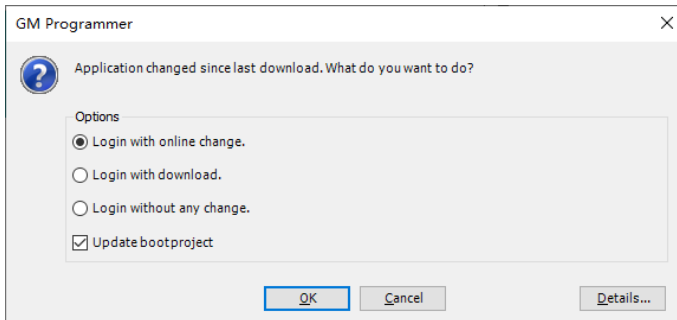 GM Programmer
Application changed since last download. What do you want to do?
Options
Login with online change.
Login with download.
Login without any change.
Update bootproject
OK Cancel Details...